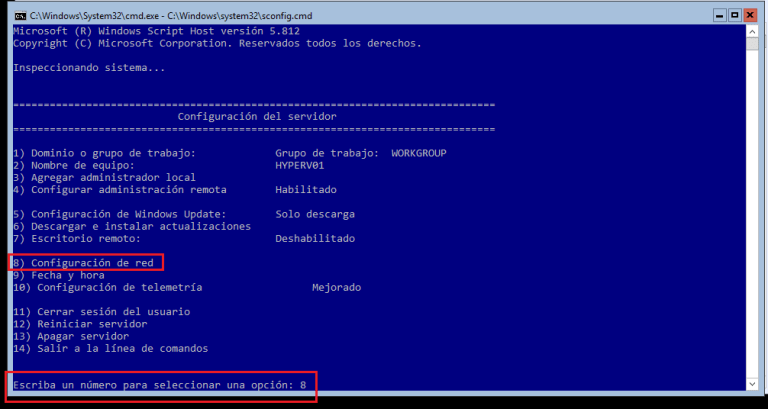 C:\Windows\System32\cmd.exe - C:\Windows\system32\sconfig.cmd
Microsoft (R) Windows Script Host versión 5.812
Copyright (C) Microsoft Corporation. Reservados todos los derechos.
Inspeccionando sistema...
===============================================================================
Configuración del servidor
===============================================================================
1) Dominio o grupo de trabajo: Grupo de trabajo: WORKGROUP
2) Nombre de equipo: HYPERV01
3) Agregar administrador local
4) Configurar administración remota Habilitado
5) Configuración de Windows Update: Solo descarga
6) Descargar e instalar actualizaciones
7) Escritorio remoto: Deshabilitado
8) Configuración de red
9) Fecha y hora
10) Configuración de telemetría Mejorado
11) Cerrar sesión del usuario
12) Reiniciar servidor
13) Apagar servidor
14) Salir a la línea de comandos
Escriba un número para seleccionar una opción: 8